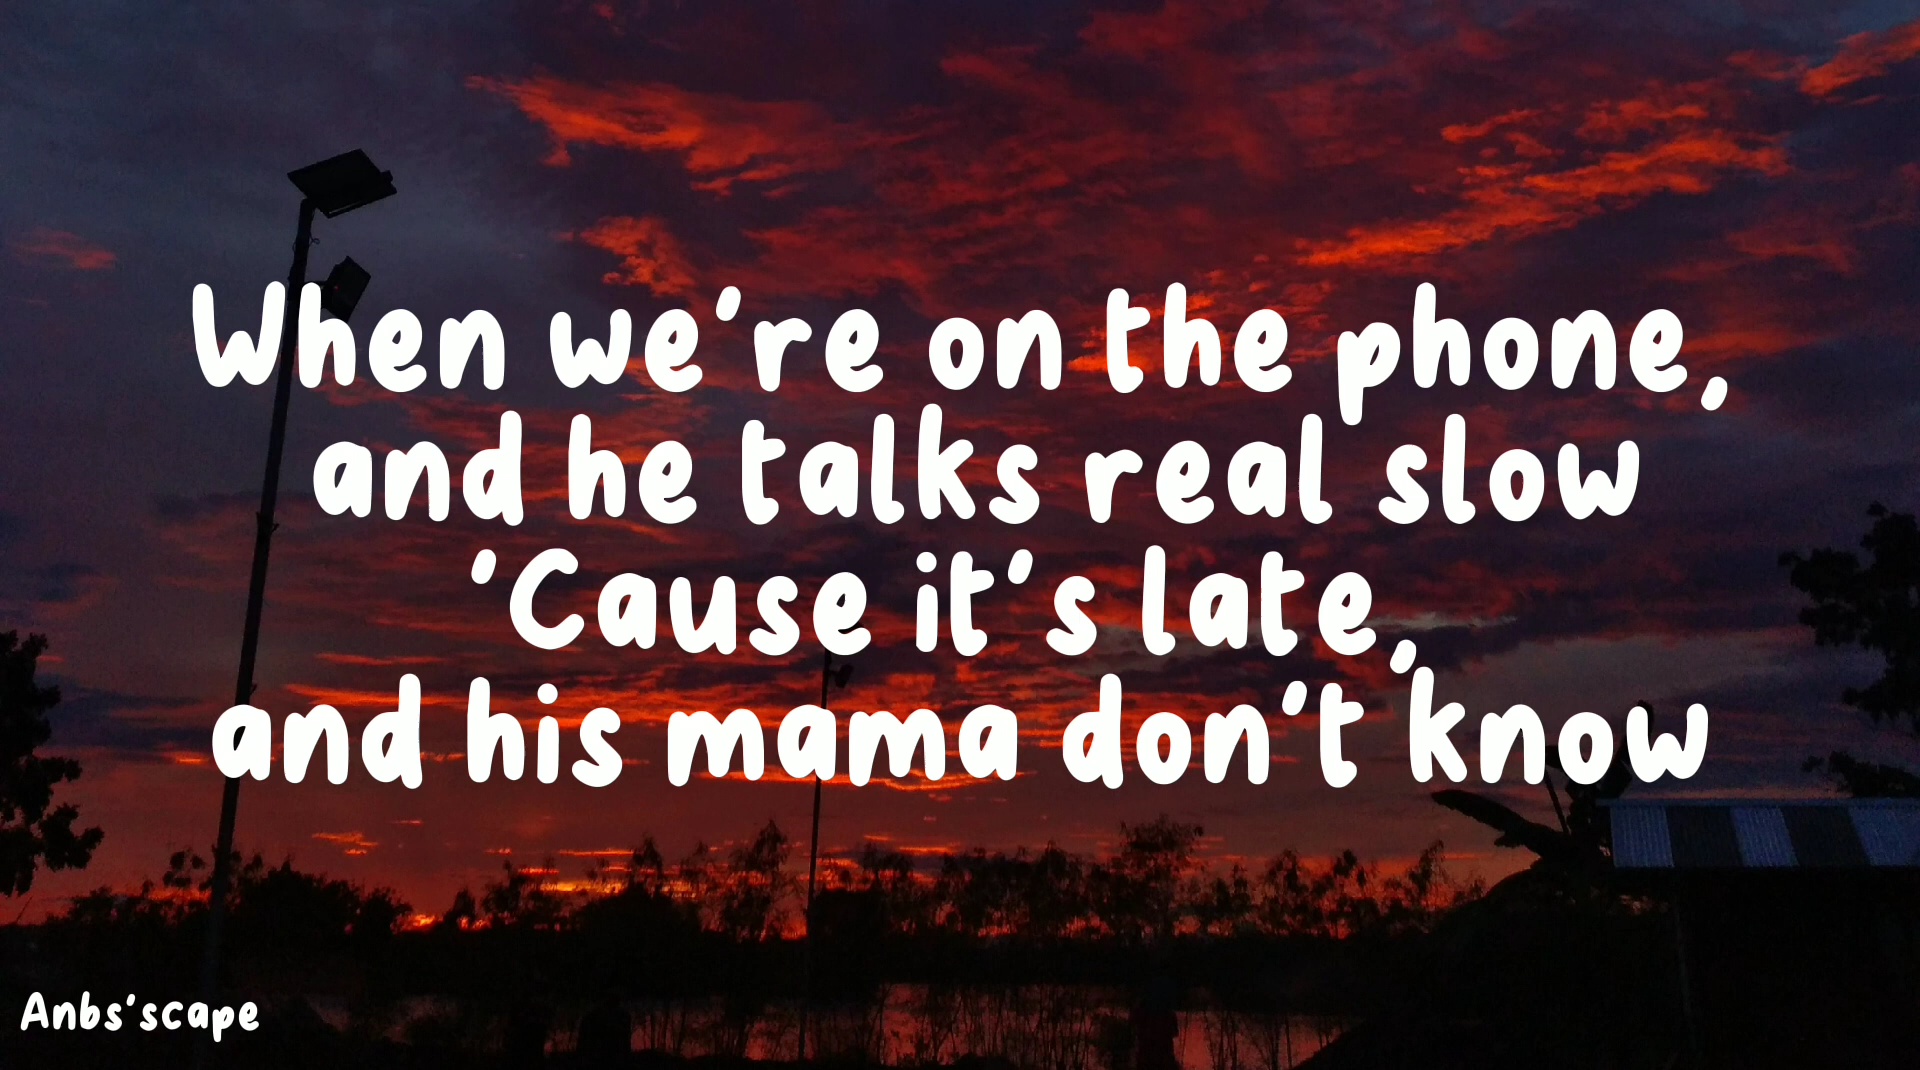 When we're on the phone,
and he talks real slow
'Cause it's late,
and his mama don't know
Anbs'scape